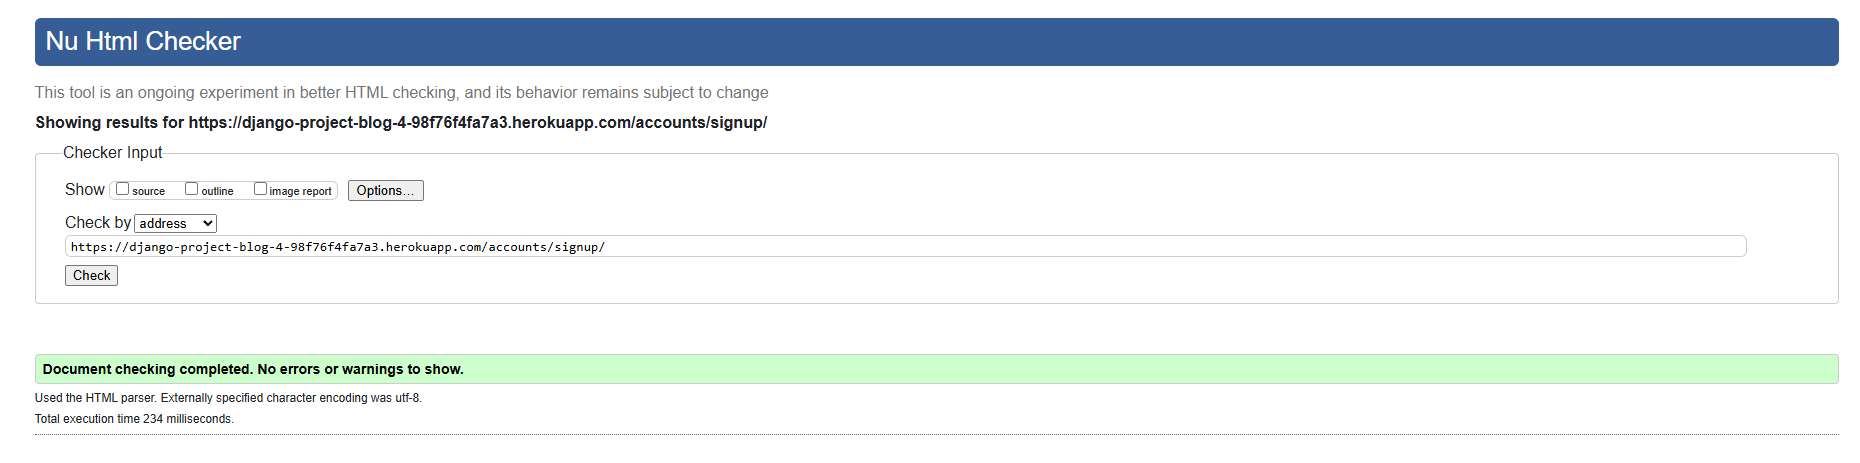 Nu Html Checker
This tool is an ongoing experiment in better HTML checking, and its behavior remains subject to change
Showing results for https://django-project-blog-4-98f76f4fa7a3.herokuapp.com/accounts/signup/
Checker Input
Show source outline image report Options...
Check by address
https://django-project-blog-4-98f76f4fa7a3.herokuapp.com/accounts/signup/
Check
Document checking completed. No errors or warnings to show.
Used the HTML parser. Externally specified character encoding was utf-8.
Total execution time 234 milliseconds.